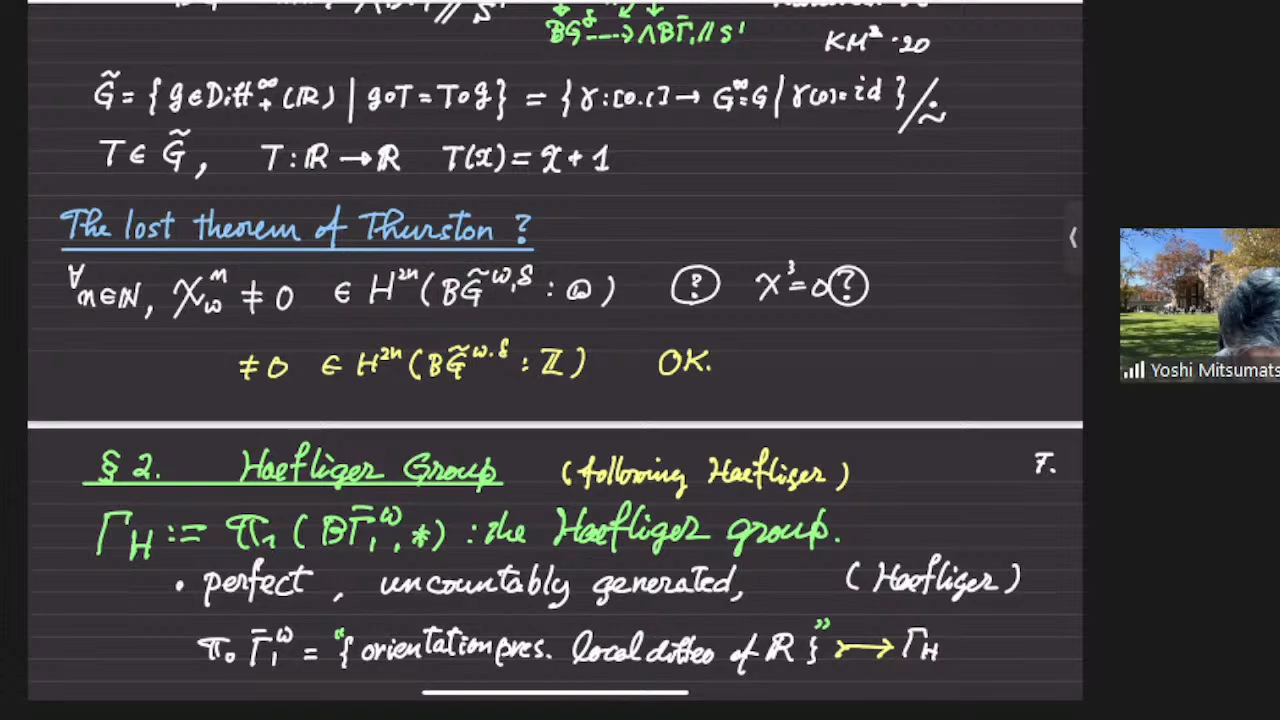 BG^δ ----> ΛBΓ̄₁ // S¹
KM² '20
G̃ = { g ∈ Diff₊^∞(ℝ) | g∘T = T∘g } = { γ : [0,1] → G^∞ = G | γ(0) = id } / ~
T ∈ G̃, T : ℝ → ℝ T(x) = x + 1
The lost theorem of Thurston ?
∀n∈ℕ, χ_ω^n ≠ 0 ∈ H^{2n}(BG̃^{ω,δ} : ℚ) ? χ³ = 0 ?
≠ 0 ∈ H^{2n}(BG̃^{ω,δ} : ℤ) OK.
§ 2. Haefliger Group (following Haefliger) 7.
Γ_H := π₁(BΓ̄₁^ω, *) : the Haefliger group.
• perfect, uncountably generated, (Haefliger)
π₀ Γ̄₁^ω = "{ orientation pres. local diffeo of ℝ }" >→ Γ_H
Yoshi Mitsumats